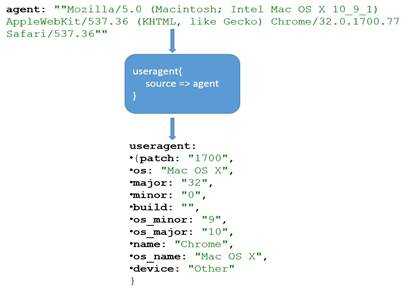 agent: ""Mozilla/5.0 (Macintosh; Intel Mac OS X 10_9_1)
AppleWebKit/537.36 (KHTML, like Gecko) Chrome/32.0.1700.77
Safari/537.36""
useragent{
source => agent
}
useragent:
•{patch: "1700",
•os: "Mac OS X",
•major: "32",
•minor: "0",
•build: "",
•os_minor: "9",
•os_major: "10",
•name: "Chrome",
•os_name: "Mac OS X",
•device: "Other"
}